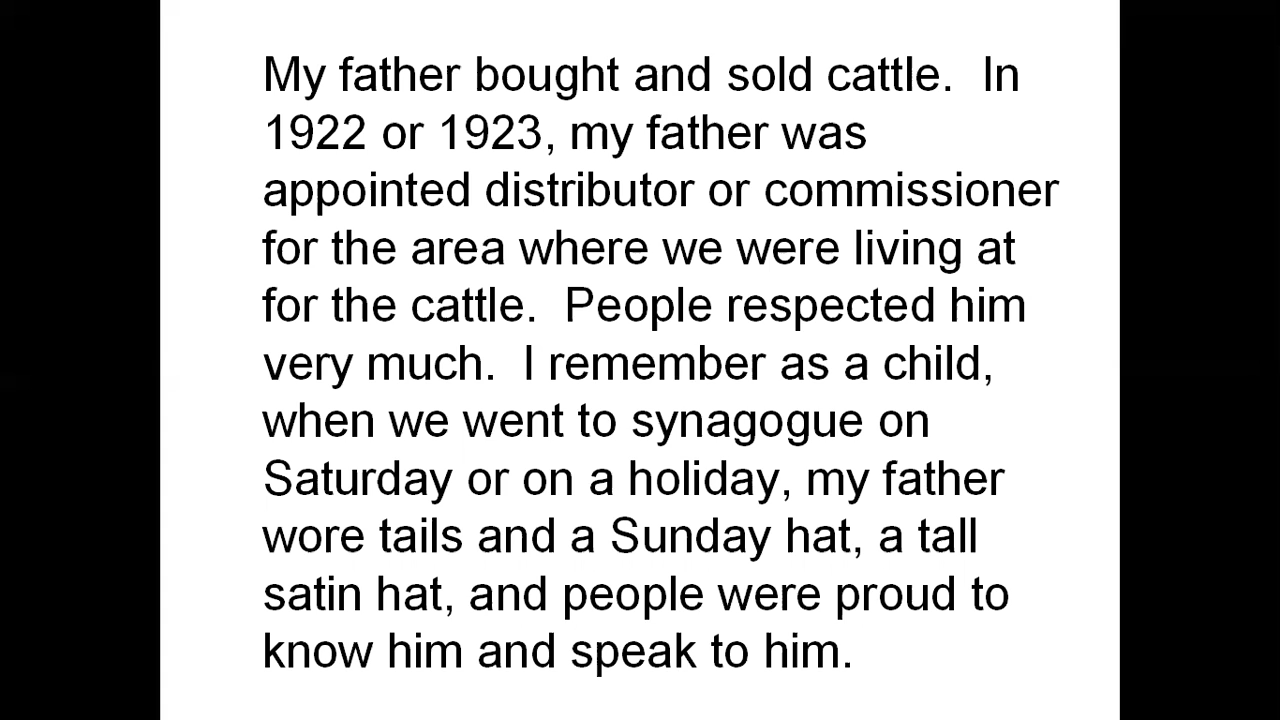 My father bought and sold cattle.  In
1922 or 1923, my father was
appointed distributor or commissioner
for the area where we were living at
for the cattle.  People respected him
very much.  I remember as a child,
when we went to synagogue on
Saturday or on a holiday, my father
wore tails and a Sunday hat, a tall
satin hat, and people were proud to
know him and speak to him.